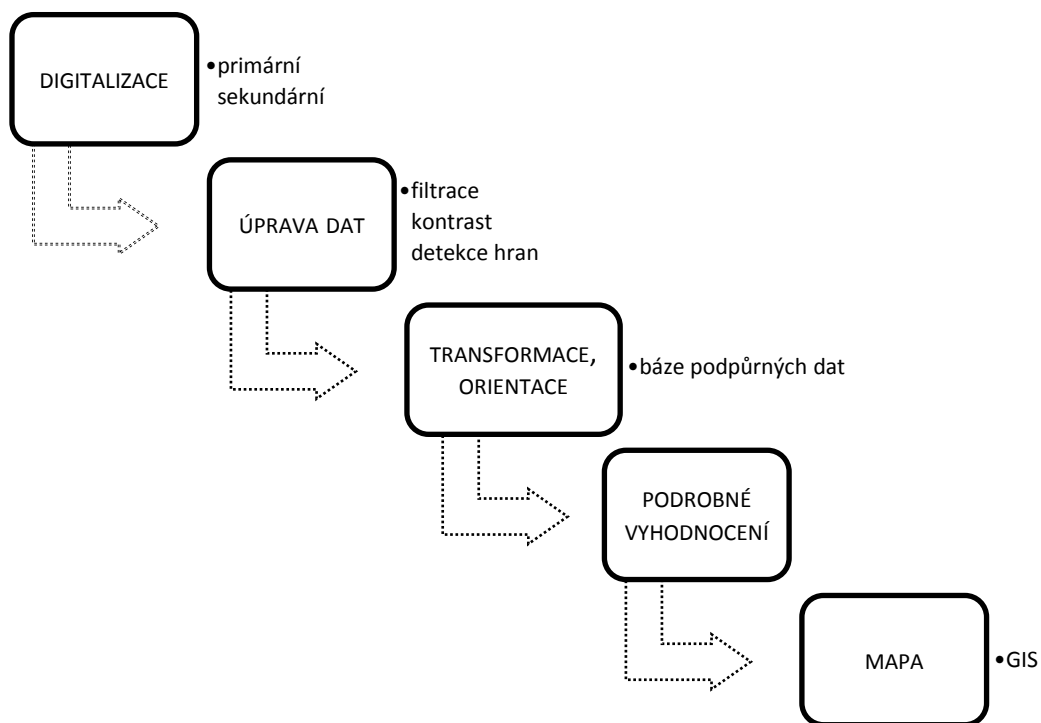 DIGITALIZACE
•primární
sekundární
ÚPRAVA DAT
•filtrace
kontrast
detekce hran
TRANSFORMACE,
ORIENTACE
•báze podpůrných dat
PODROBNÉ
VYHODNOCENÍ
MAPA
•GIS